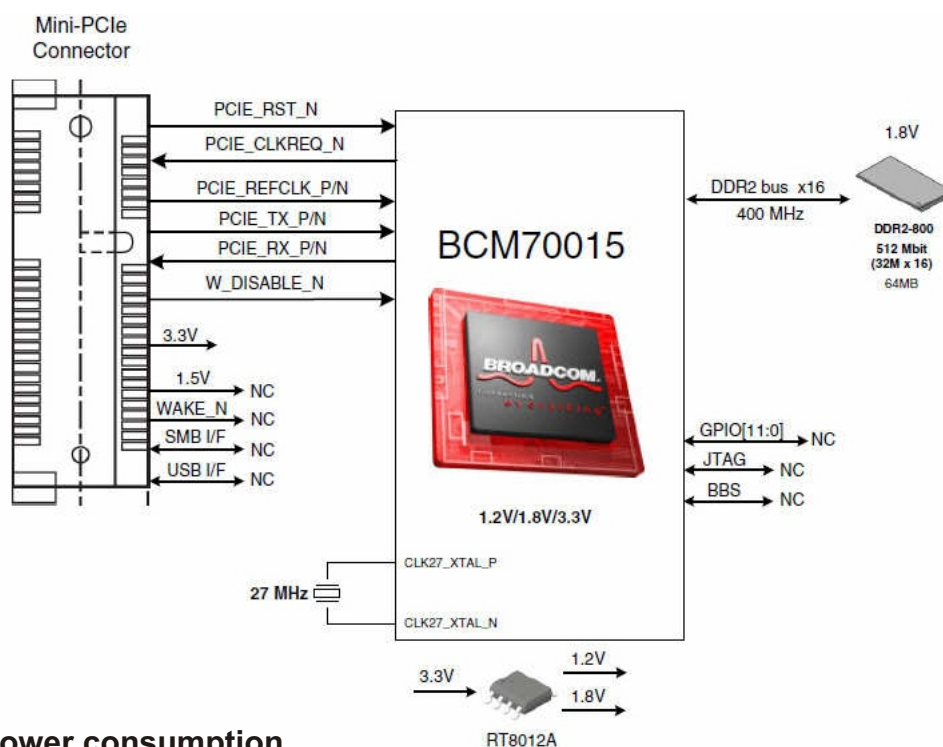 Mini-PCIe
Connector
PCIE_RST_N
PCIE_CLKREQ_N
PCIE_REFCLK_P/N
PCIE_TX_P/N
PCIE_RX_P/N
W_DISABLE_N
3.3V
1.5V
NC
WAKE_N
NC
SMB I/F
NC
USB I/F
NC
BCM70015
BROADCOM.
everything
1.2V/1.8V/3.3V
1.8V
DDR2 bus x16
400 MHz
DDR2-800
512 Mbit
(32M x 16)
64MB
GPIO[11:0]
NC
JTAG
NC
BBS
NC
27 MHz
CLK27_XTAL_P
CLK27_XTAL_N
3.3V
1.2V
1.8V
RT8012A
ower consumption